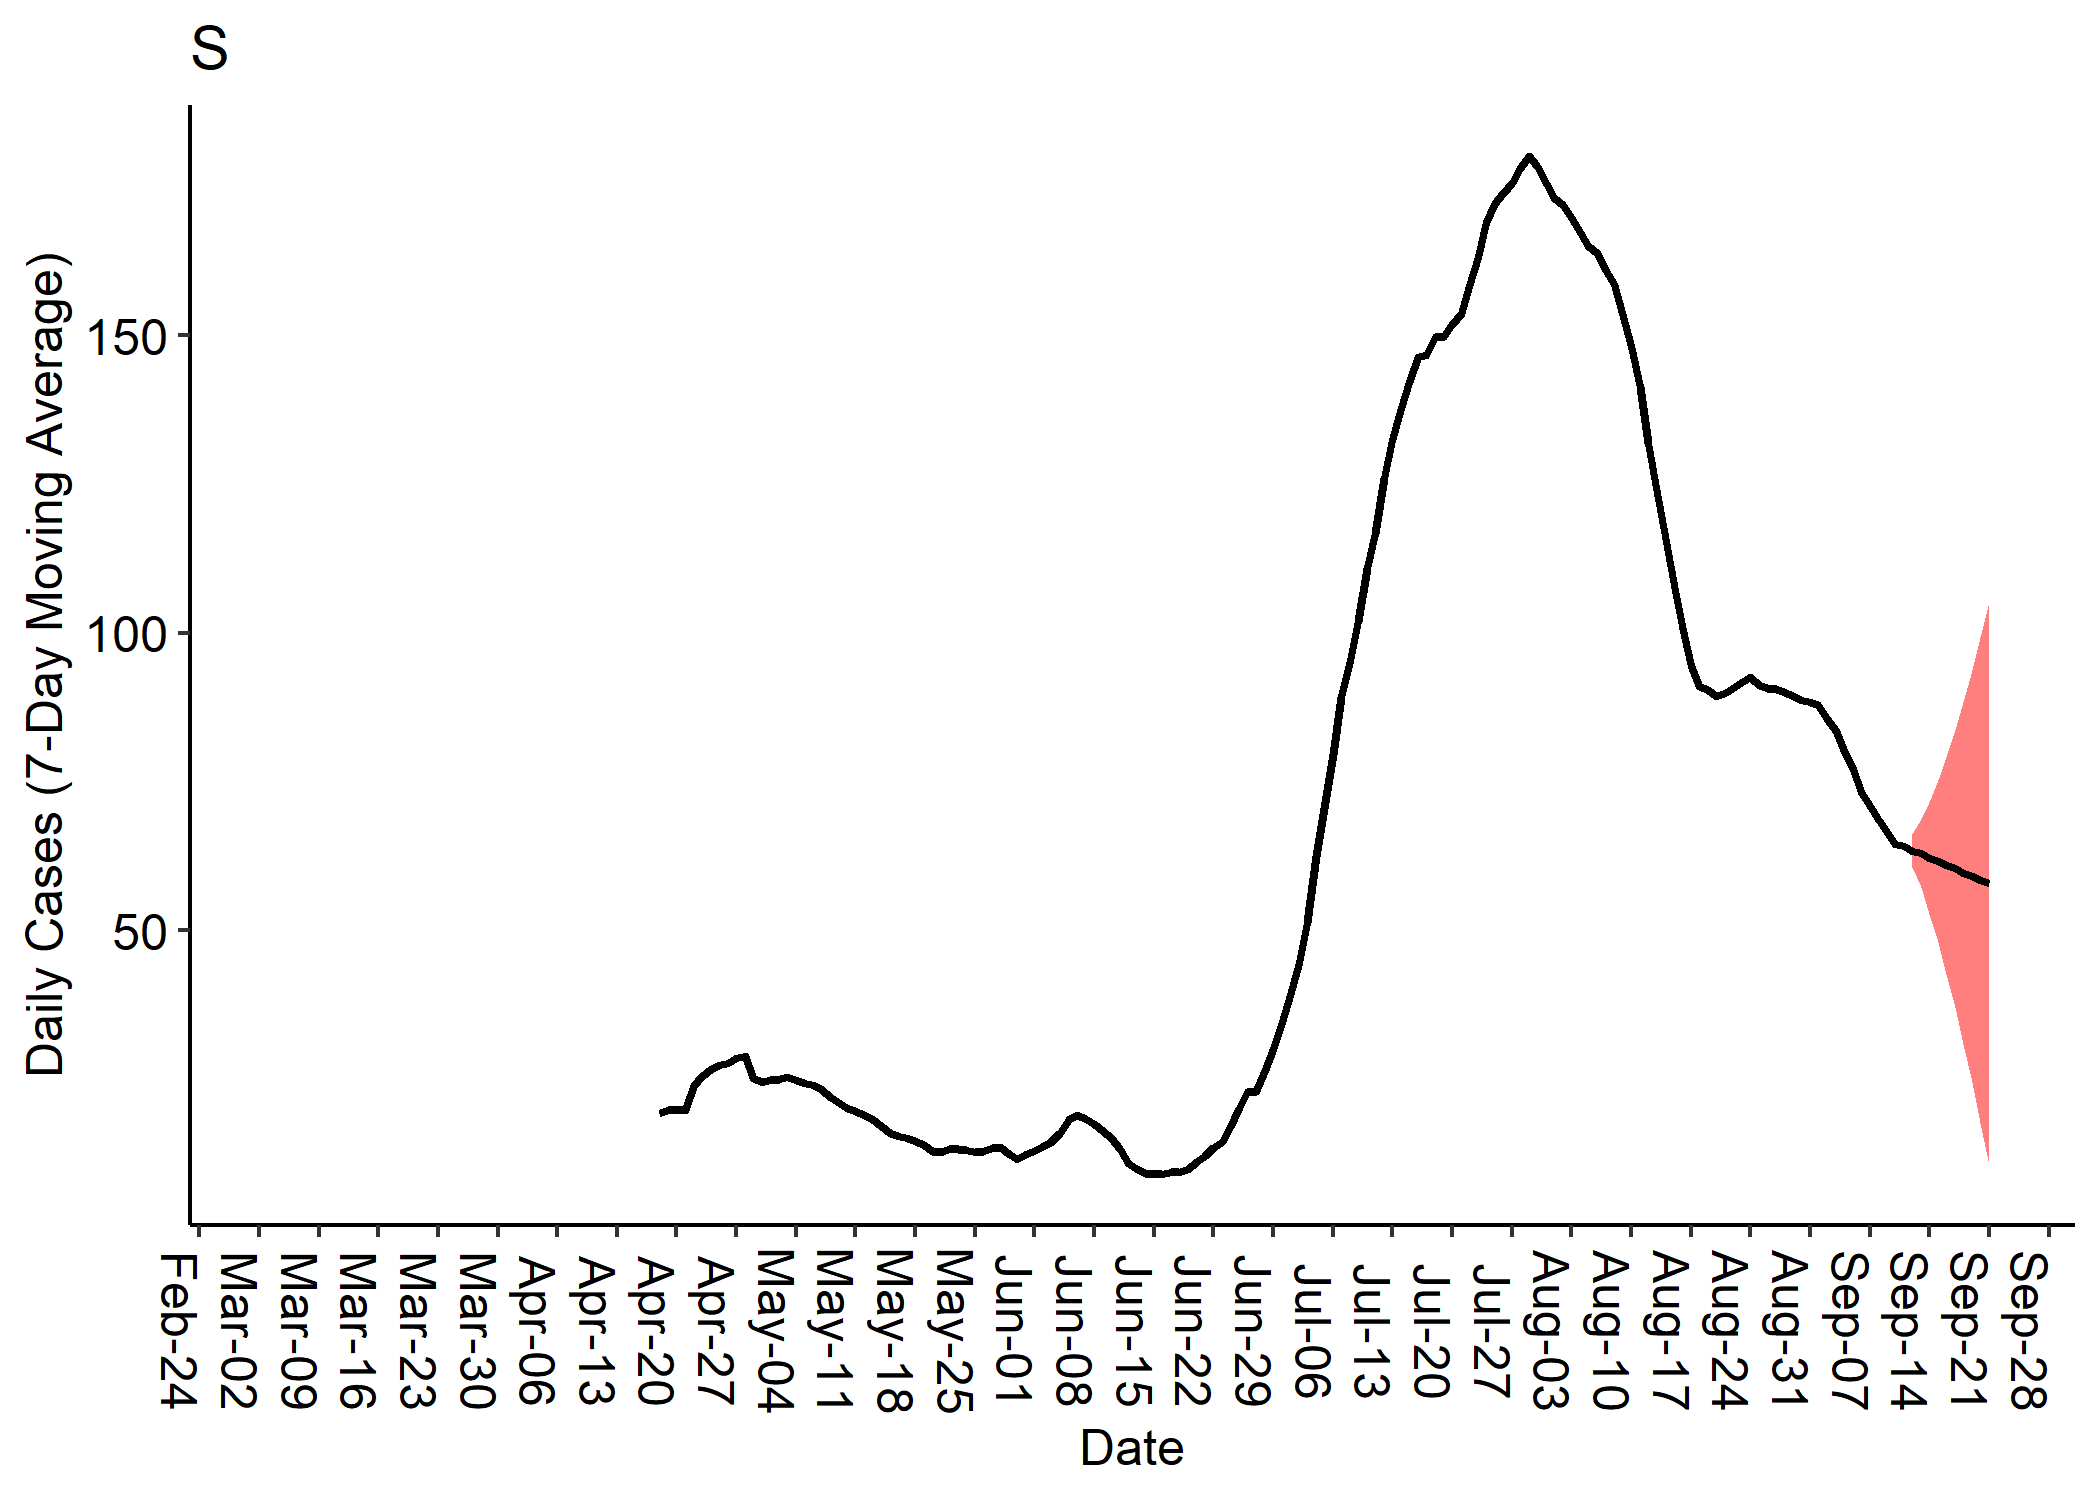 S
Daily Cases (7-Day Moving Average)
150
100
50
Feb-24
Mar-02
Mar-09
Mar-16
Mar-23
Mar-30
Apr-06
Apr-13
Apr-20
Apr-27
May-04
May-11
May-18
May-25
Jun-01
Jun-08
Jun-15
Jun-22
Jun-29
Jul-06
Jul-13
Jul-20
Jul-27
Aug-03
Aug-10
Aug-17
Aug-24
Aug-31
Sep-07
Sep-14
Sep-21
Sep-28
Date